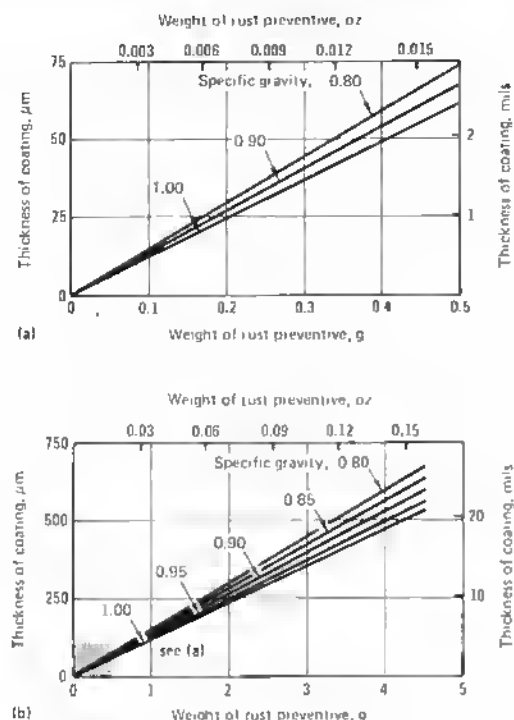 Weight of rust preventive, oz
0.003 0.006 0.009 0.012 0.015
75
50
25
0
Thickness of coating, μm
Specific gravity, 0.80
0.90
1.00
2
1
Thickness of coating, mils
0 0.1 0.2 0.3 0.4 0.5
(a)
Weight of rust preventive, g
Weight of rust preventive, oz
0.03 0.06 0.09 0.12 0.15
750
500
250
0
Thickness of coating, μm
Specific gravity, 0.80
0.85
0.90
0.95
1.00
see (a)
20
10
Thickness of coating, mils
0 1 2 3 4 5
(b)
Weight of rust preventive, g